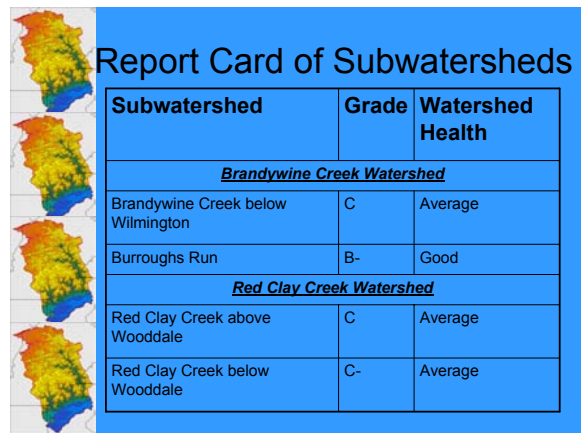 Report Card of Subwatersheds
Subwatershed Grade Watershed
Health
Brandywine Creek Watershed
Brandywine Creek below C Average
Wilmington
Burroughs Run B- Good
Red Clay Creek Watershed
Red Clay Creek above C Average
Wooddale
Red Clay Creek below C- Average
Wooddale